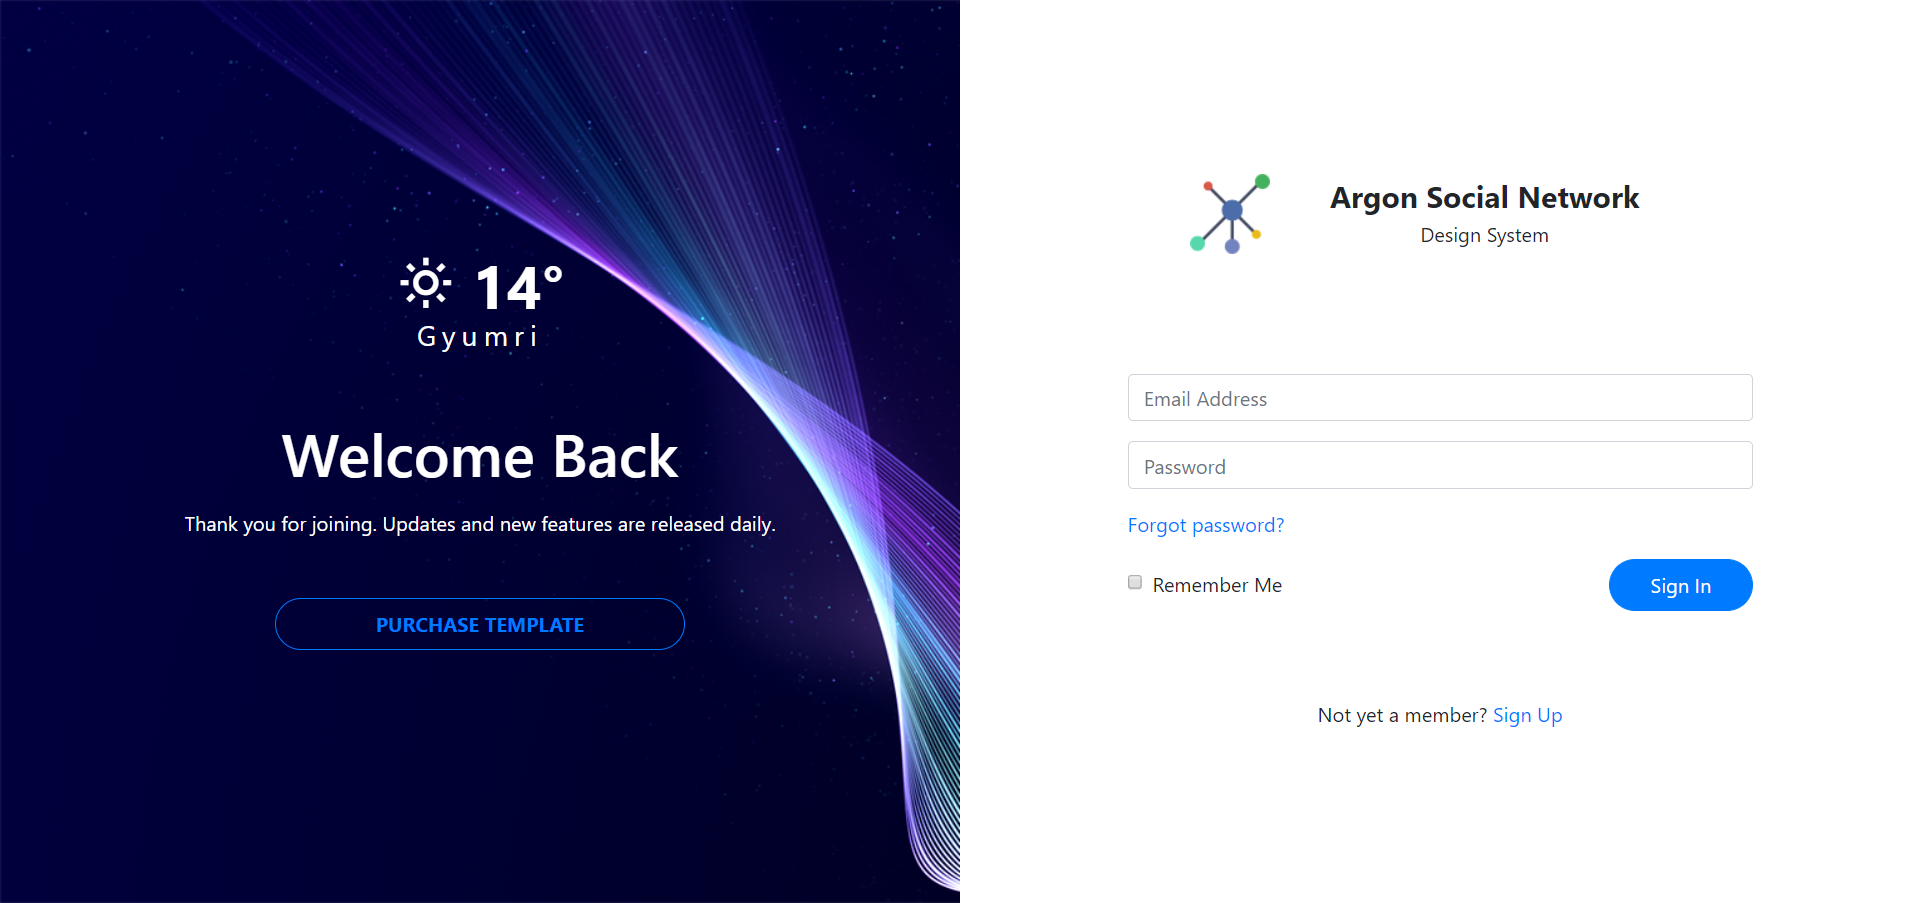 14°
Gyumri
Welcome Back
Thank you for joining. Updates and new features are released daily.
PURCHASE TEMPLATE
Argon Social Network
Design System
Email Address
Password
Forgot password?
Remember Me
Sign In
Not yet a member? Sign Up